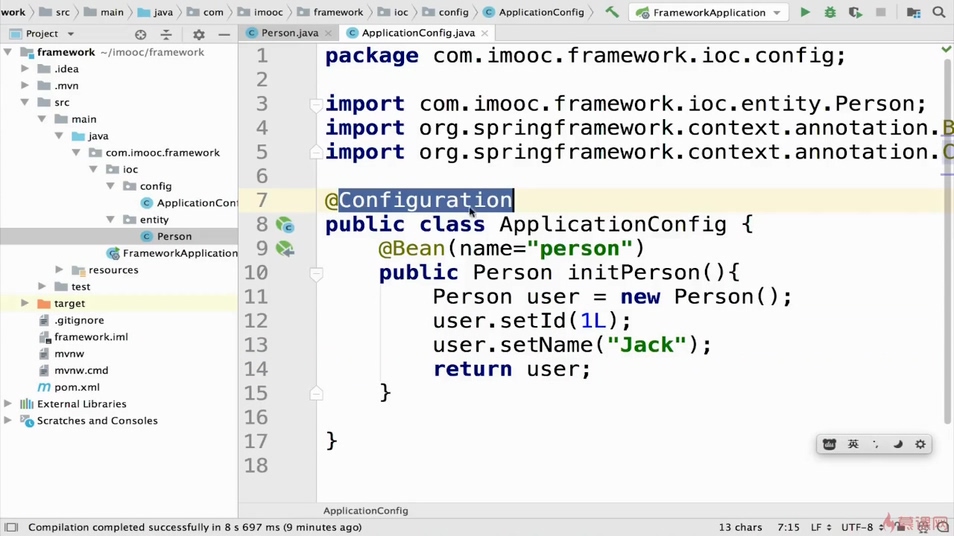 work src main java com imooc framework ioc config ApplicationConfig FrameworkApplication
Project
Person.java ApplicationConfig.java
framework ~/imooc/framework
.idea
.mvn
src
main
java
com.imooc.framework
ioc
config
ApplicationConf
entity
Person
FrameworkApplication
resources
test
target
.gitignore
framework.iml
mvnw
mvnw.cmd
pom.xml
External Libraries
Scratches and Consoles
1 package com.imooc.framework.ioc.config;
2
3 import com.imooc.framework.ioc.entity.Person;
4 import org.springframework.context.annotation.B
5 import org.springframework.context.annotation.C
6
7 @Configuration
8 public class ApplicationConfig {
9 @Bean(name="person")
10 public Person initPerson(){
11 Person user = new Person();
12 user.setId(1L);
13 user.setName("Jack");
14 return user;
15 }
16
17 }
18
英
ApplicationConfig
Compilation completed successfully in 8 s 697 ms (9 minutes ago) 13 chars 7:15 LF UTF-8
慕课网